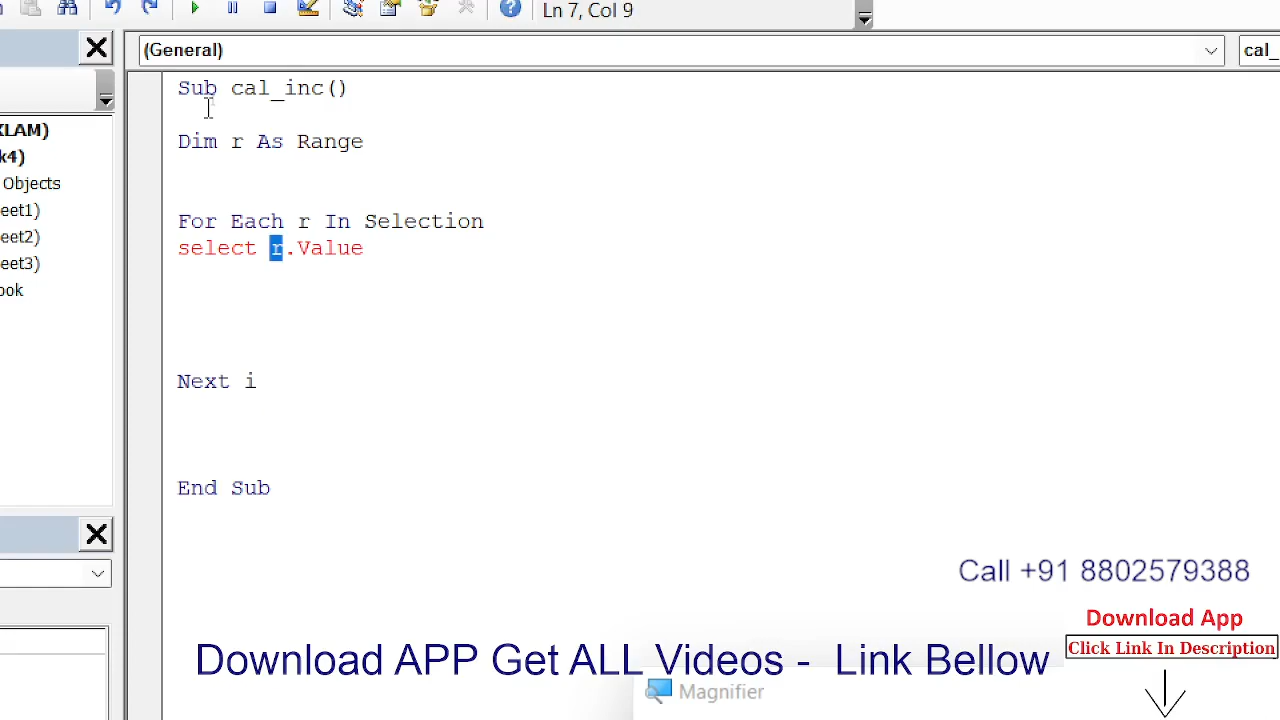 Ln 7, Col 9
(General)
cal_
Sub cal_inc()
KLAM)
Dim r As Range
k4)
Objects
eet1)
For Each r In Selection
eet2)
select r.Value
eet3)
ook
Next i
End Sub
Call +91 8802579388
Download App
Click Link In Description
Download APP Get ALL Videos - Link Bellow
Magnifier